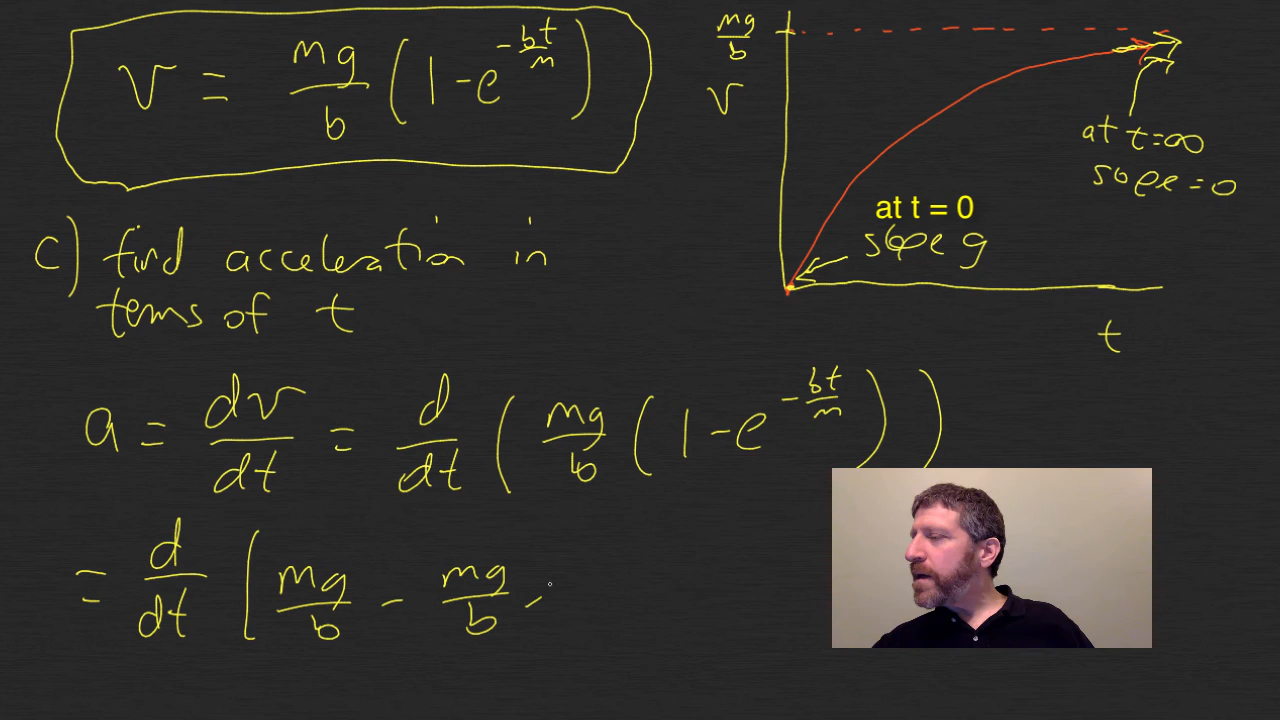 v = mg/b (1 - e^(-bt/m))
mg/b
v
at t = ∞
slope = 0
at t = 0
slope g
t
c) find acceleration in
terms of t
a = dv/dt = d/dt ( mg/b ( 1 - e^(-bt/m) ) )
= d/dt [ mg/b - mg/b